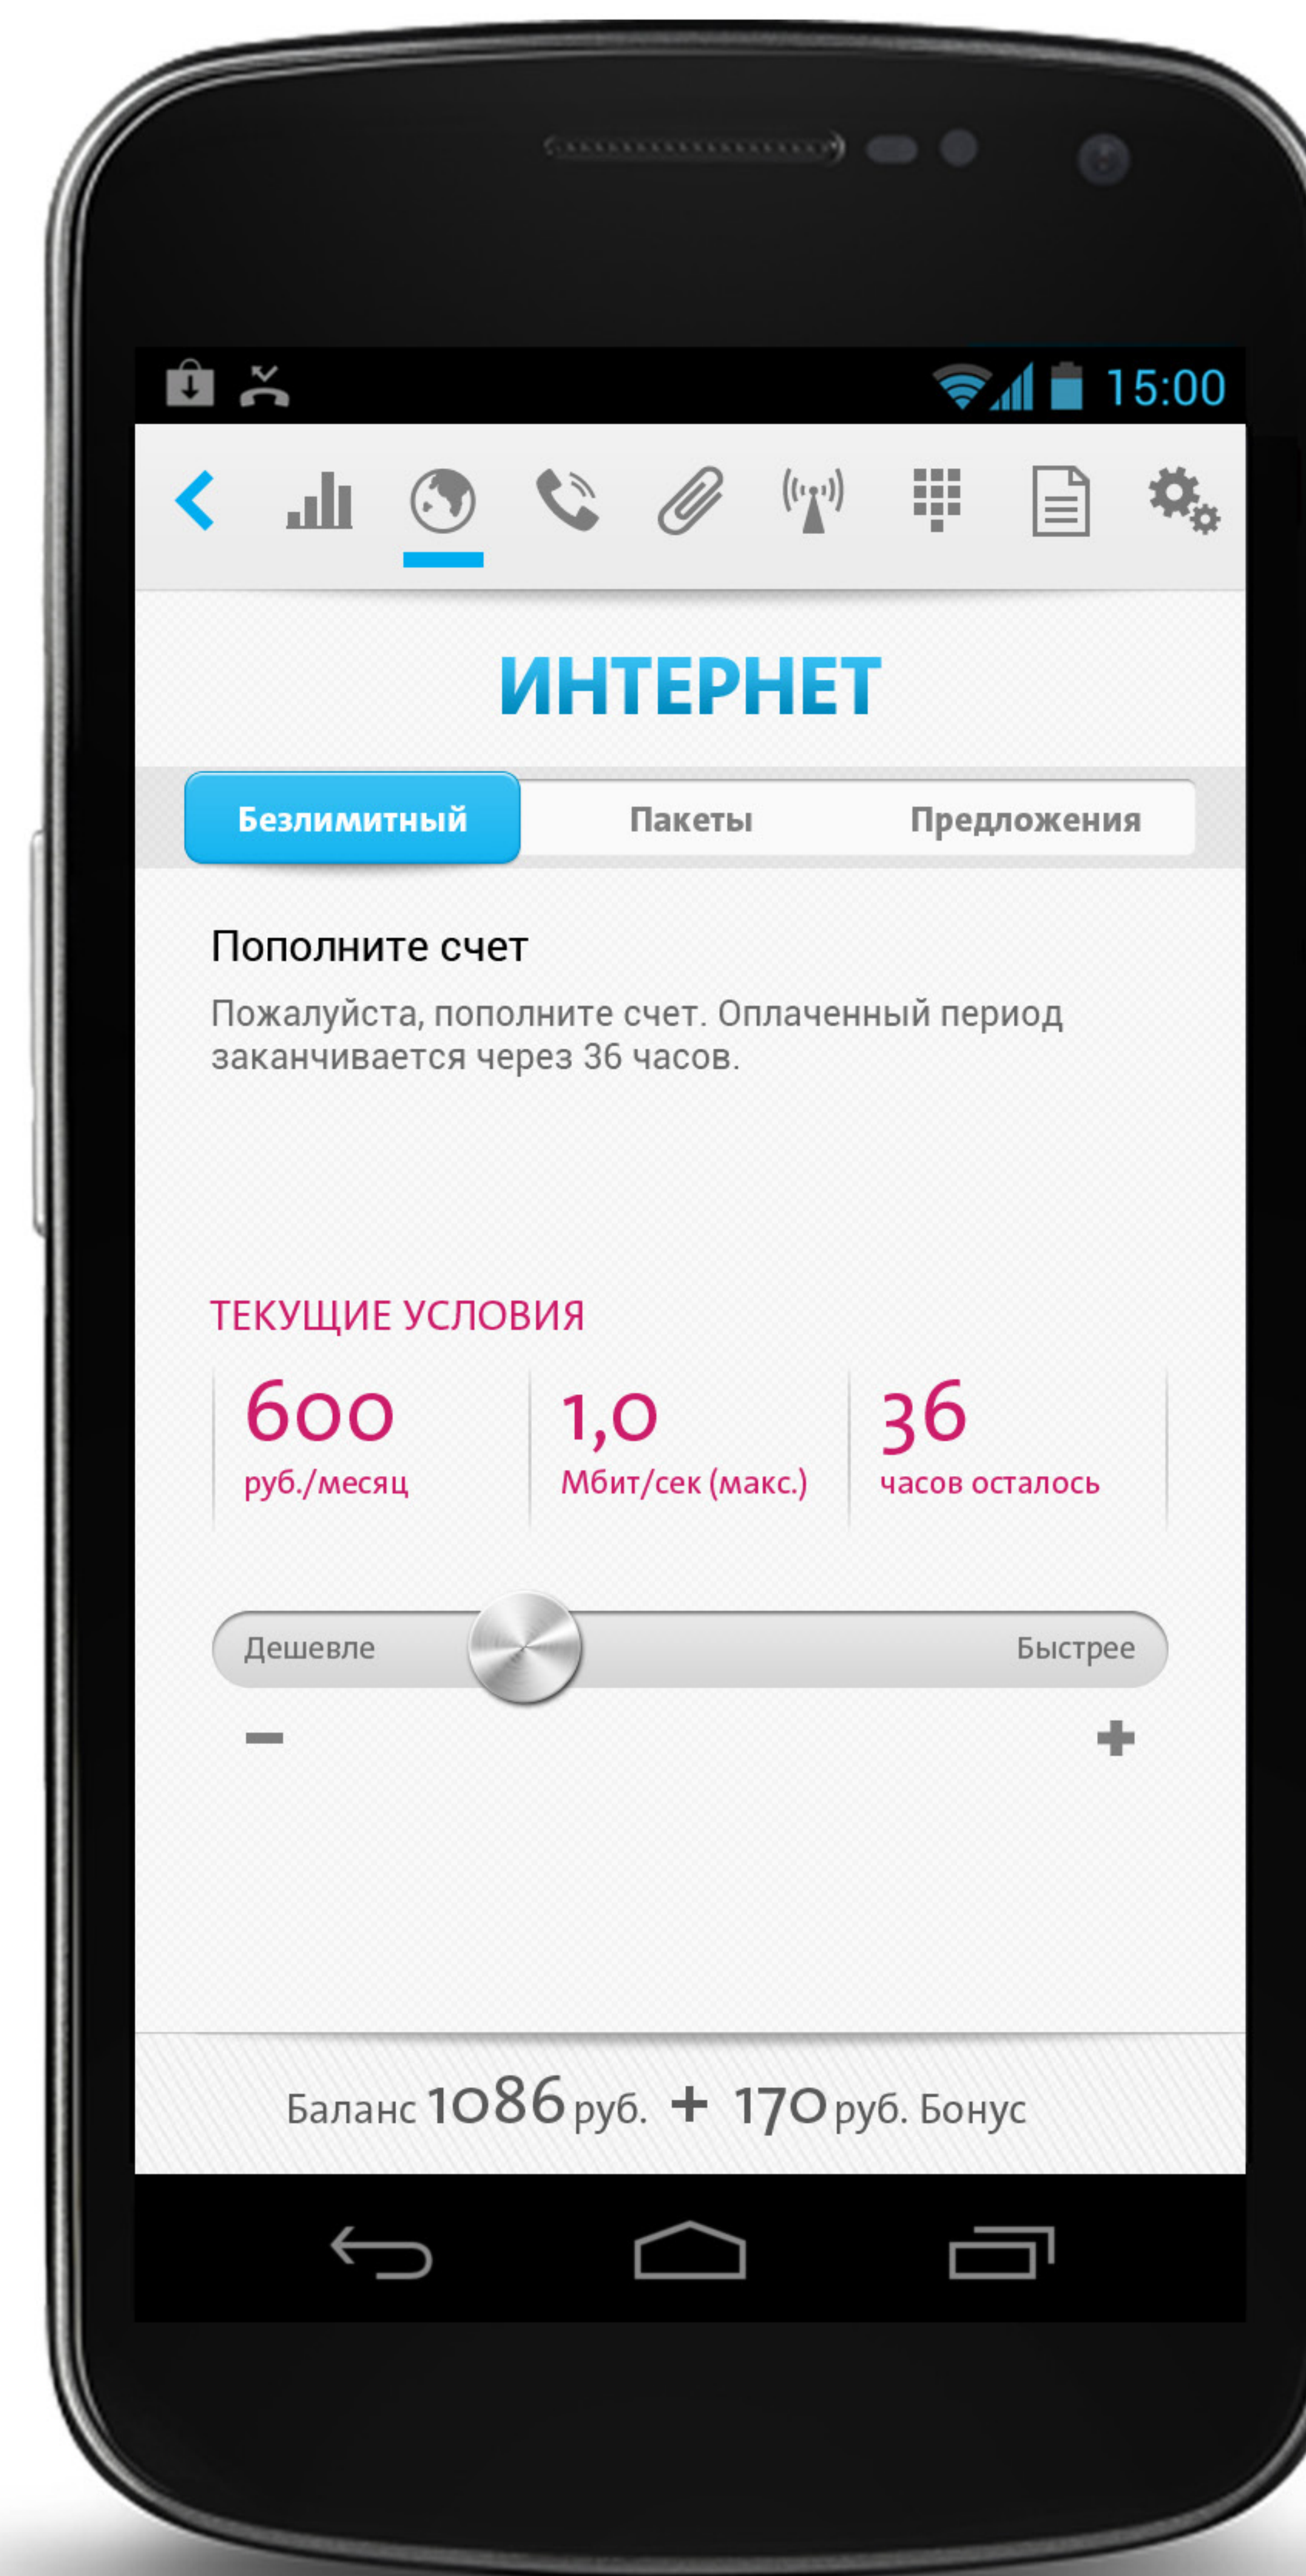 15:00
ИНТЕРНЕТ
Безлимитный Пакеты Предложения
Пополните счет
Пожалуйста, пополните счет. Оплаченный период
заканчивается через 36 часов.
ТЕКУЩИЕ УСЛОВИЯ
600 1,0 36
руб./месяц Мбит/сек (макс.) часов осталось
Дешевле Быстрее
Баланс 1086 руб. + 170 руб. Бонус